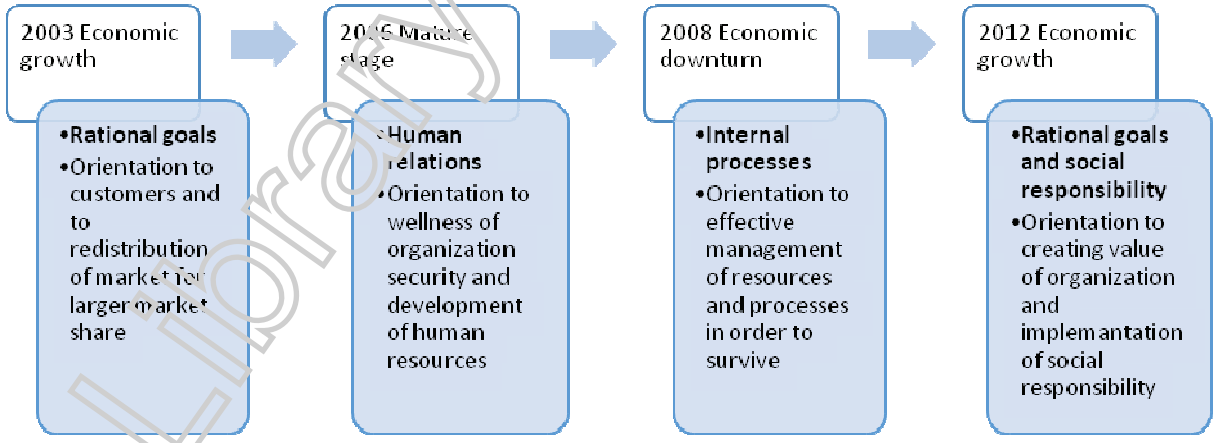 2003 Economic
growth
•Rational goals
•Orientation to
customers and
to
redistribution
of market for
larger market
share
2006 Mature
stage
•Human
relations
•Orientation to
wellness of
organization
security and
development
of human
resources
2008 Economic
downturn
•Internal
processes
•Orientation to
effective
management
of resources
and processes
in order to
survive
2012 Economic
growth
•Rational goals
and social
responsibility
•Orientation to
creating value
of organization
and
implemantation
of social
responsibility
Library